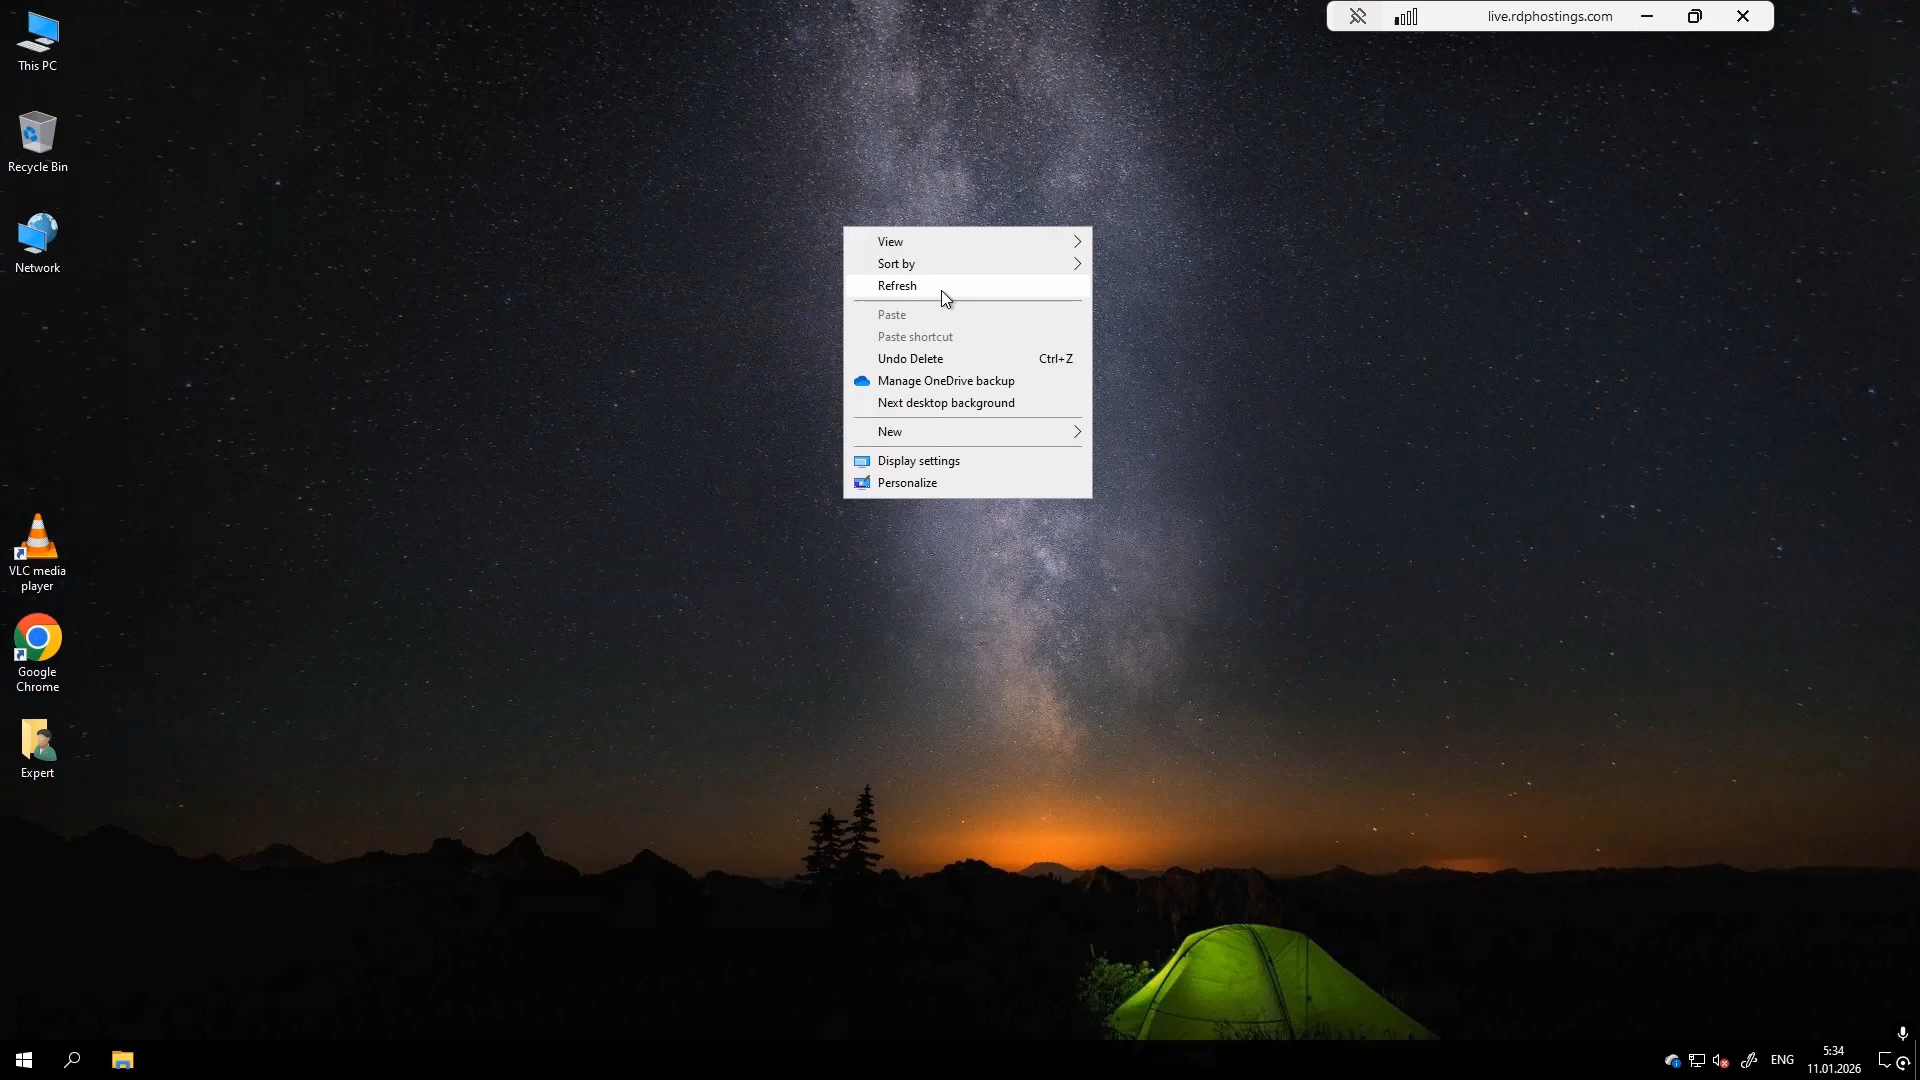 live.rdphostings.com
This PC
Recycle Bin
Network
View
Sort by
Refresh
Paste
Paste shortcut
Undo Delete Ctrl+Z
Manage OneDrive backup
Next desktop background
New
Display settings
Personalize
VLC media
player
Google
Chrome
Expert
ENG
5:34
11.01.2026